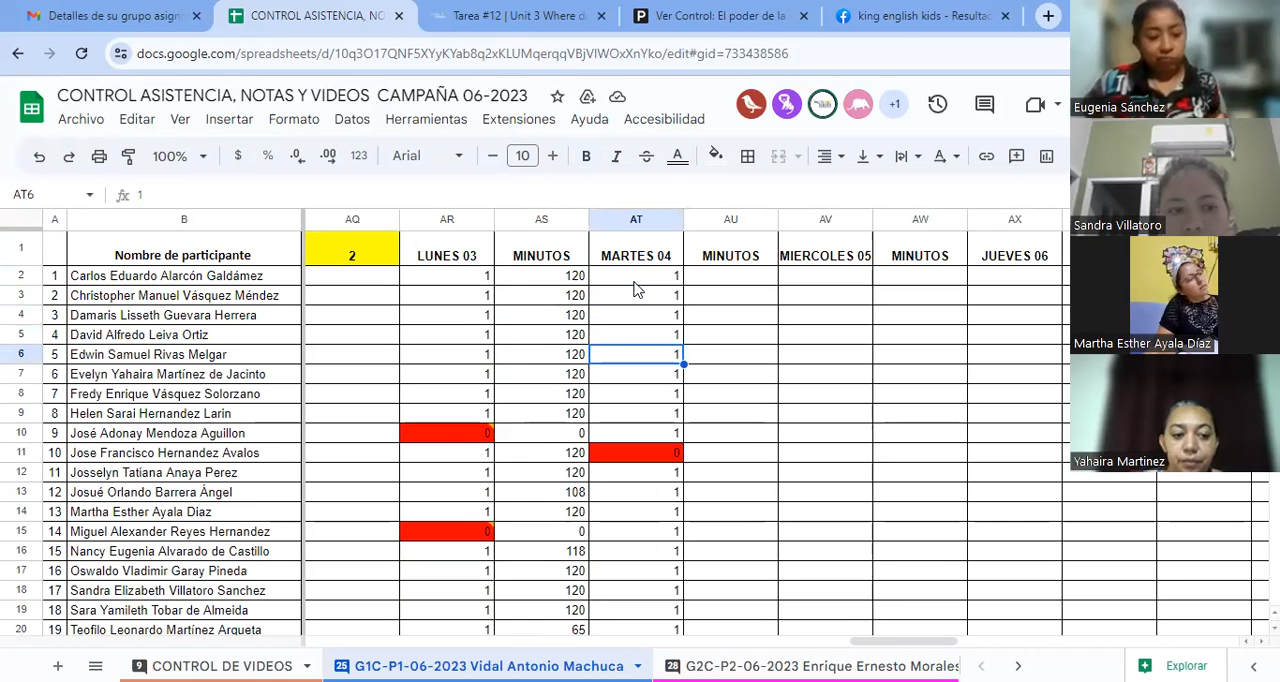 Detalles de su grupo asign
CONTROL ASISTENCIA, NO
Tarea #12 | Unit 3 Where d
Ver Control: El poder de la
king english kids - Resultad
docs.google.com/spreadsheets/d/
/edit#gid=733438586
CONTROL ASISTENCIA, NOTAS Y VIDEOS CAMPAÑA 06-2023
+1
Archivo Editar Ver Insertar Formato Datos Herr Extensiones Ayuda Accesibilidad
100% $ % .0 .00 123 Arial 10 B I A
AT6 fx 1
A B AQ AR AS AT AU AV AW AX
1 Nombre de participante 2 LUNES 0 MINUTOS MARTES 04 MINUTOS MIERCOLES 05 MINUTOS JUEVES 06
2 1 Carlos Eduardo Alarcón Galdámez 1 120 1
3 2 Christopher Manuel Vásquez Méndez 1 120 1
4 3 Damaris Lisseth Guevara Herrera 1 120 1
5 4 David Alfredo Leiva Ortiz 1 120 1
6 5 Edwin Samuel Rivas Melgar 1 120 1
7 6 Evelyn Yahaira Martínez de Jacinto 1 120 1
8 7 Fredy Enrique Vásquez Solorzano 1 120 1
9 8 Helen Sarai Hernandez Larin 1 120 1
10 9 José Adonay Mendoza Aguillon 0 0 1
11 10 Jose Francisco Hernandez Avalos 1 120 0
12 11 Josselyn Tatiana Anaya Perez 1 120 1
13 12 Josué Orlando Barrera Ángel 1 108 1
14 13 Martha Esther Ayala Diaz 1 120 1
15 14 Miguel Alexander Reyes Hernandez 0 0 1
16 15 Nancy Eugenia Alvarado de Castillo 1 118 1
17 16 Oswaldo Vladimir Garay Pineda 1 120 1
18 17 Sandra Elizabeth Villatoro Sanchez 1 120 1
19 18 Sara Yamileth Tobar de Almeida 1 120 1
20 19 Teofilo Leonardo Martínez Argueta 1 65 1
9 CONTROL DE VIDEOS
25 G1C-P1-06-2023 Vidal Antonio Machuca
28 G2C-P2-06-2023 Enrique Ernesto Morales
Explorar
Eugenia Sánchez
Sandra Villatoro
Martha Esther Ayala Díaz
Yahaira Martinez